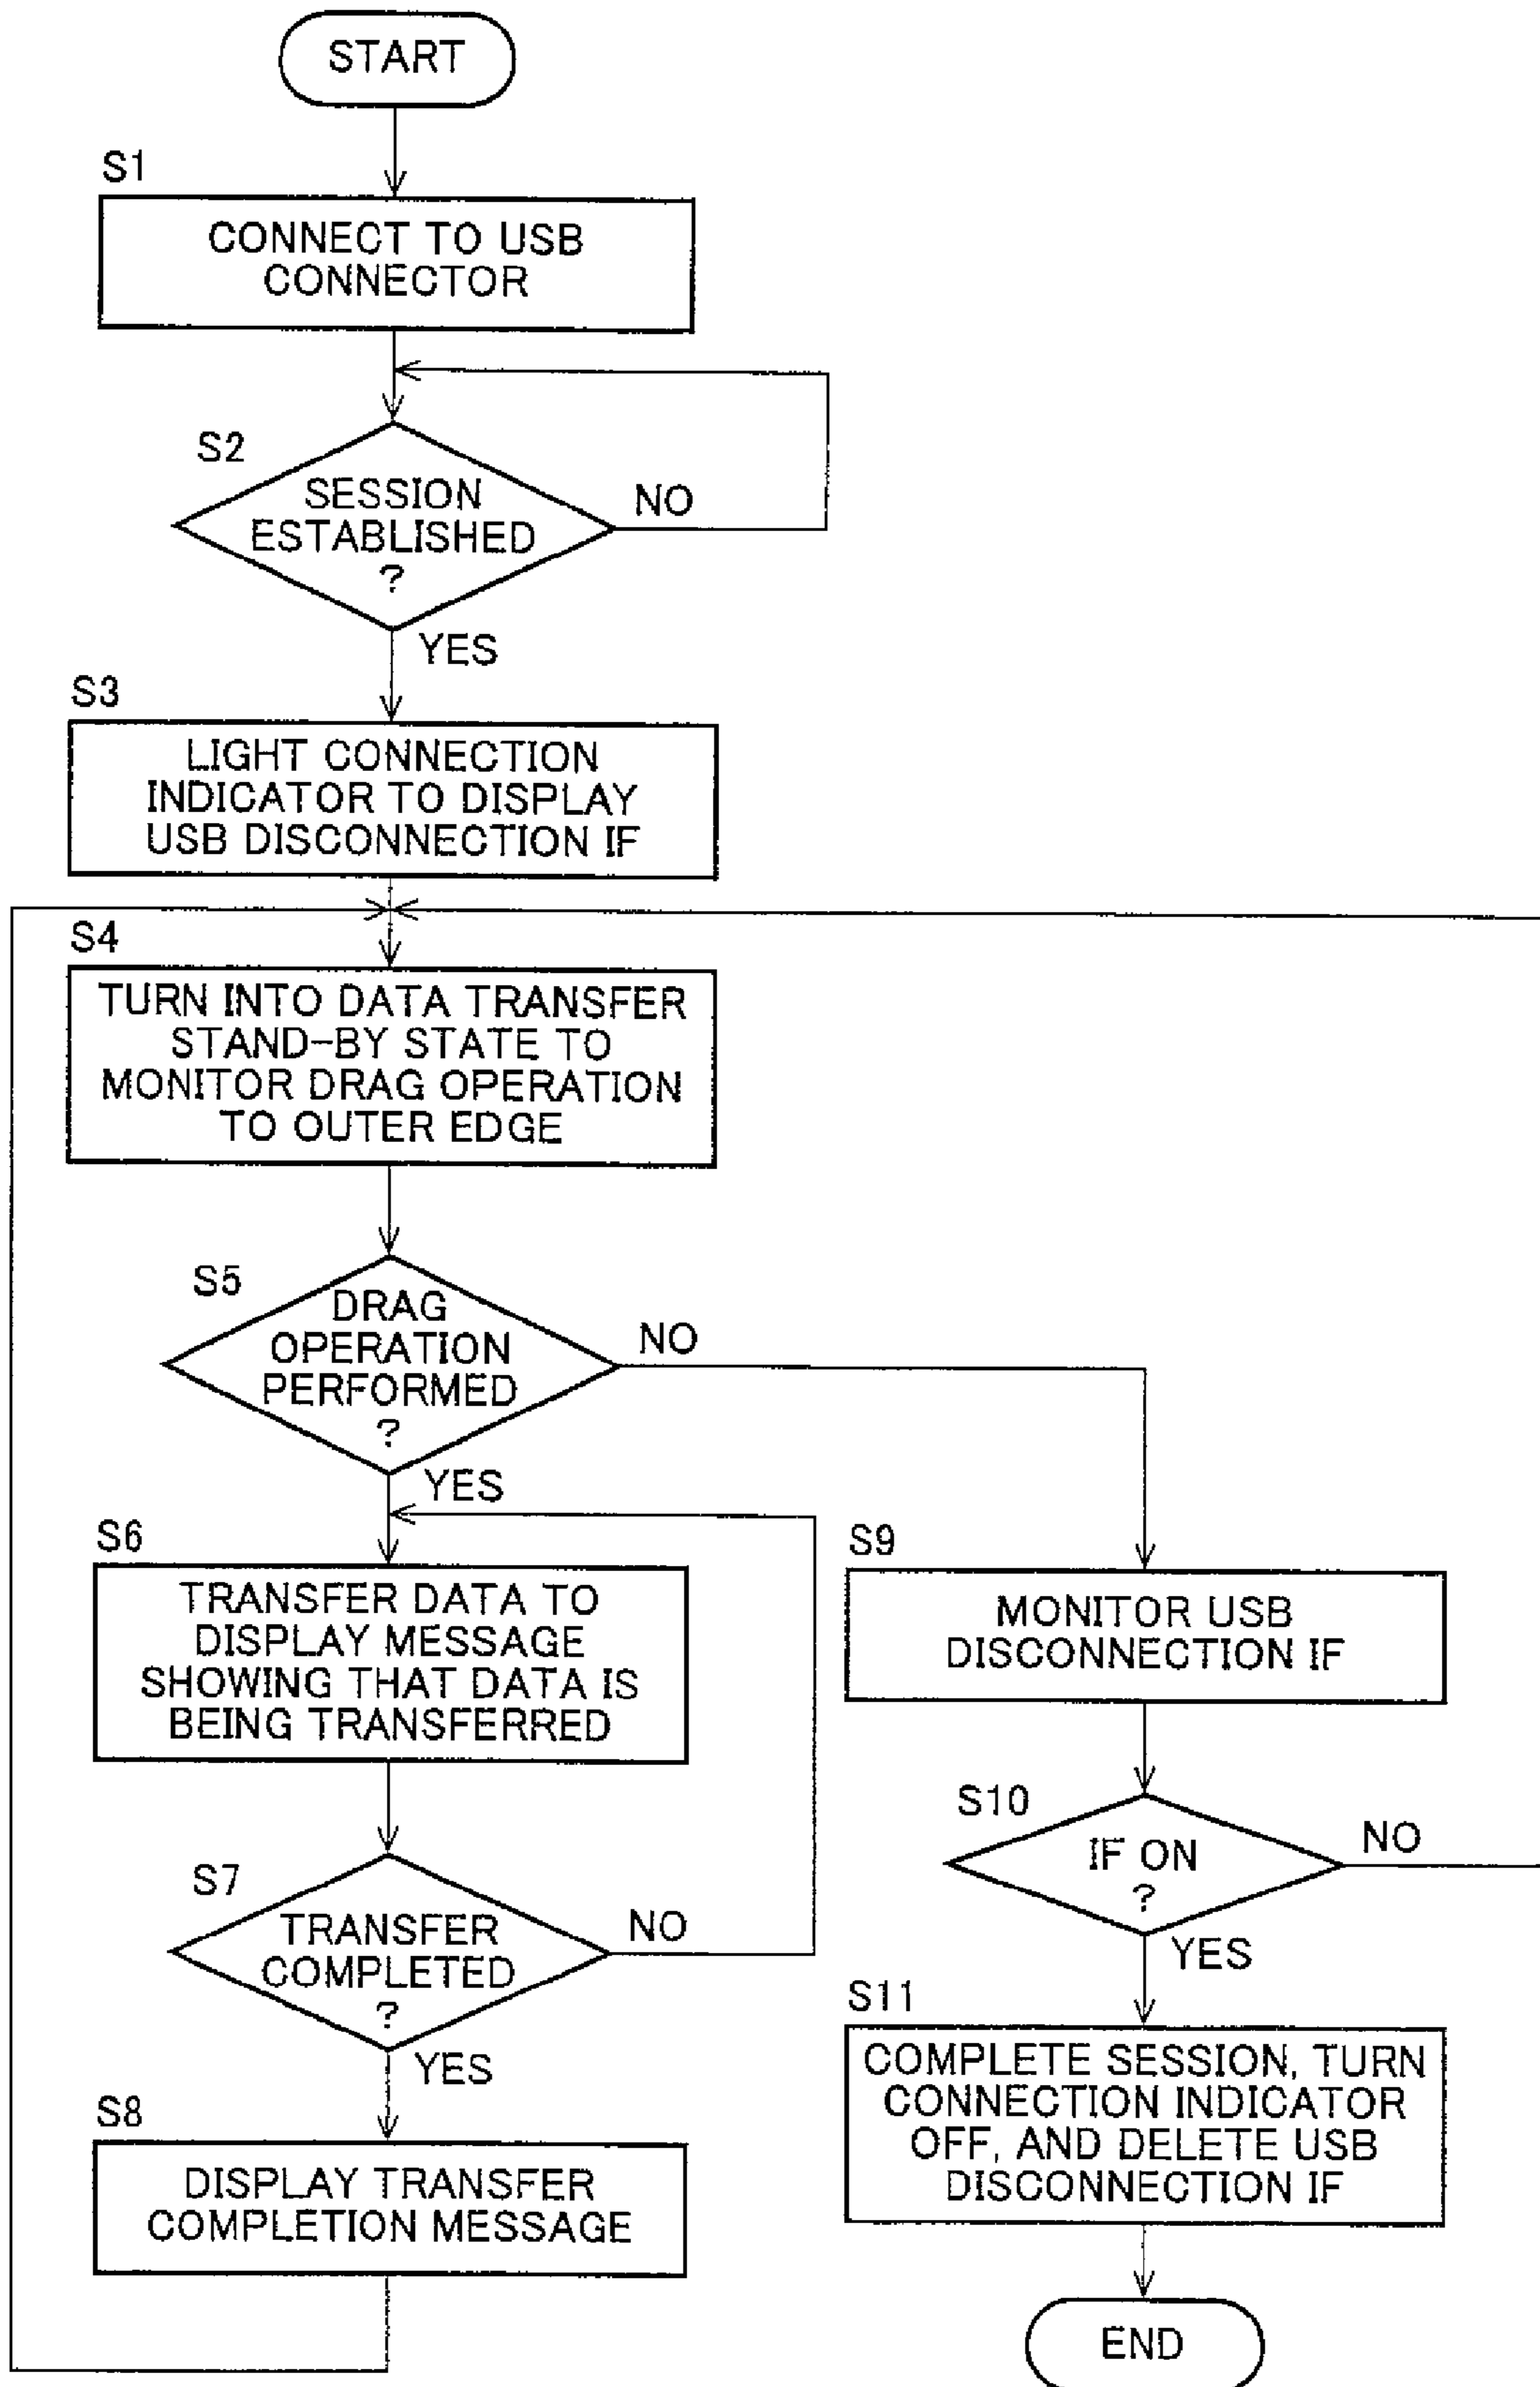 START
S1
CONNECT TO USB
CONNECTOR
S2
SESSION
ESTABLISHED
?
NO
YES
S3
LIGHT CONNECTION
INDICATOR TO DISPLAY
USB DISCONNECTION IF
S4
TURN INTO DATA TRANSFER
STAND-BY STATE TO
MONITOR DRAG OPERATION
TO OUTER EDGE
S5
DRAG
OPERATION
PERFORMED
?
NO
YES
S6
TRANSFER DATA TO
DISPLAY MESSAGE
SHOWING THAT DATA IS
BEING TRANSFERRED
S7
TRANSFER
COMPLETED
?
NO
YES
S8
DISPLAY TRANSFER
COMPLETION MESSAGE
S9
MONITOR USB
DISCONNECTION IF
S10
IF ON
?
NO
YES
S11
COMPLETE SESSION, TURN
CONNECTION INDICATOR
OFF, AND DELETE USB
DISCONNECTION IF
END